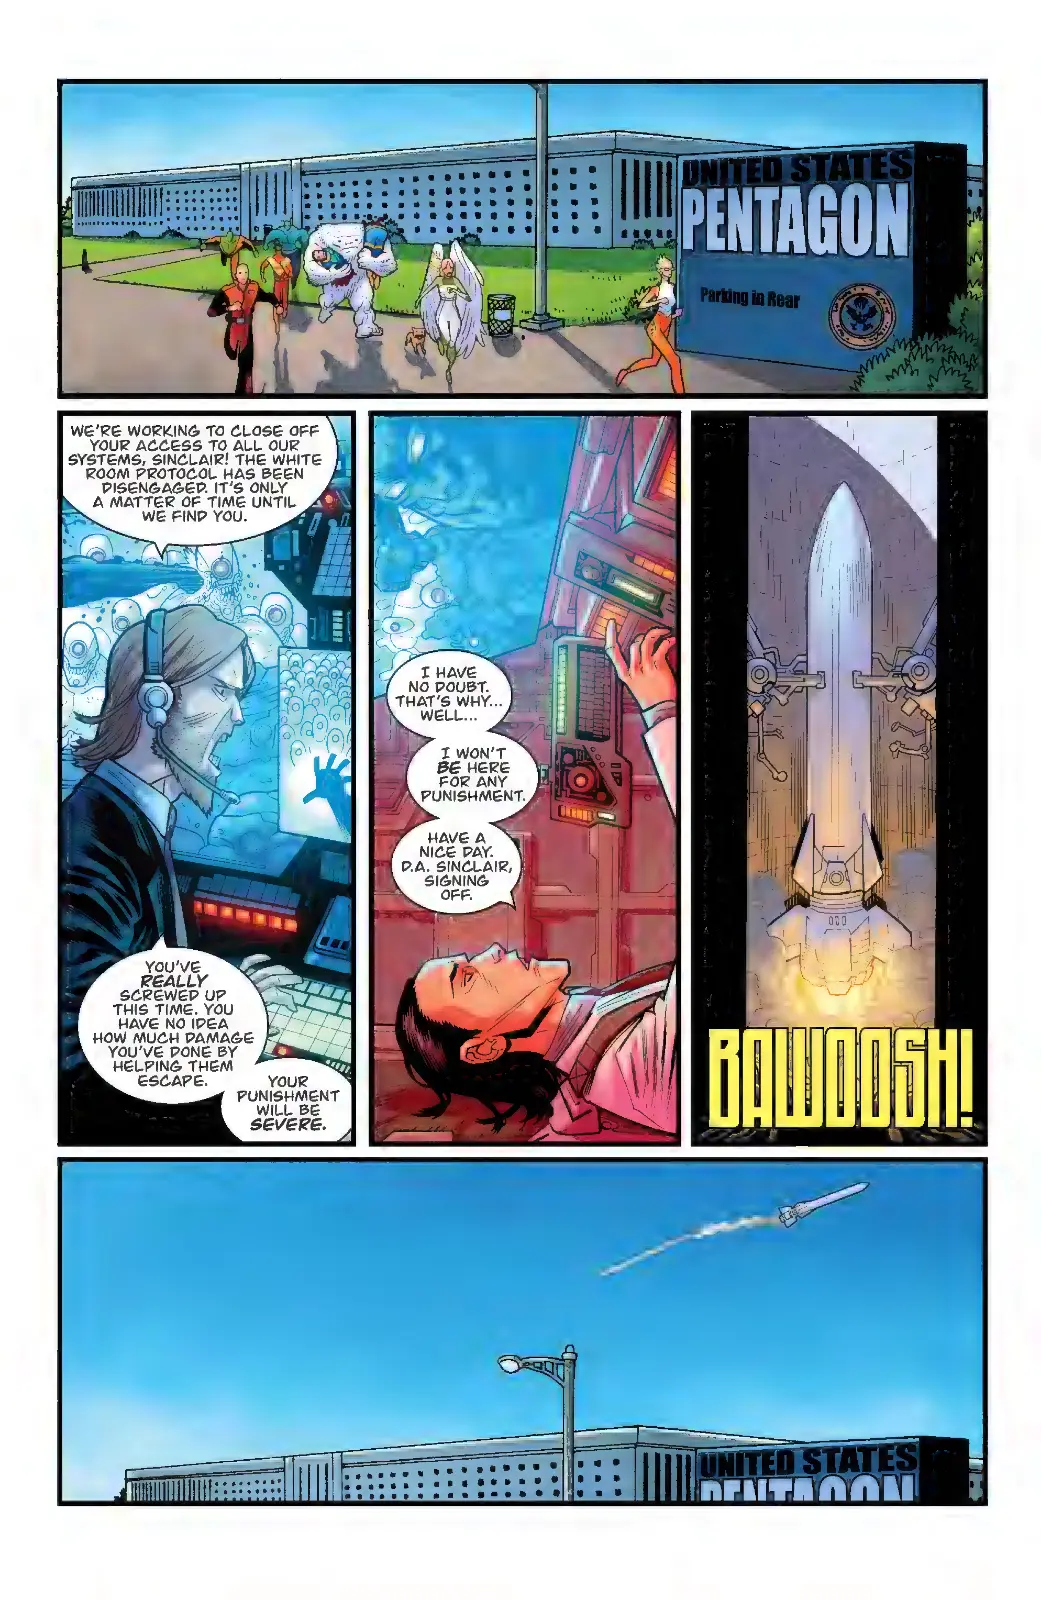 UNITED STATES
PENTAGON
Parking in Rear
WE'RE WORKING TO CLOSE OFF
YOUR ACCESS TO ALL OUR
SYSTEMS, SINCLAIR! THE WHITE
ROOM PROTOCOL HAS BEEN
DISENGAGED. IT'S ONLY
A MATTER OF TIME UNTIL
WE FIND YOU.
YOU'VE
REALLY
SCREWED UP
THIS TIME. YOU
HAVE NO IDEA
HOW MUCH DAMAGE
YOU'VE DONE BY
HELPING THEM
ESCAPE.
YOUR
PUNISHMENT
WILL BE
SEVERE.
I HAVE
NO DOUBT.
THAT'S WHY...
WELL...
I WON'T
BE HERE
FOR ANY
PUNISHMENT.
HAVE A
NICE DAY.
D.A. SINCLAIR,
SIGNING
OFF.
BAWOOSH!
UNITED STATES
PENTAGON